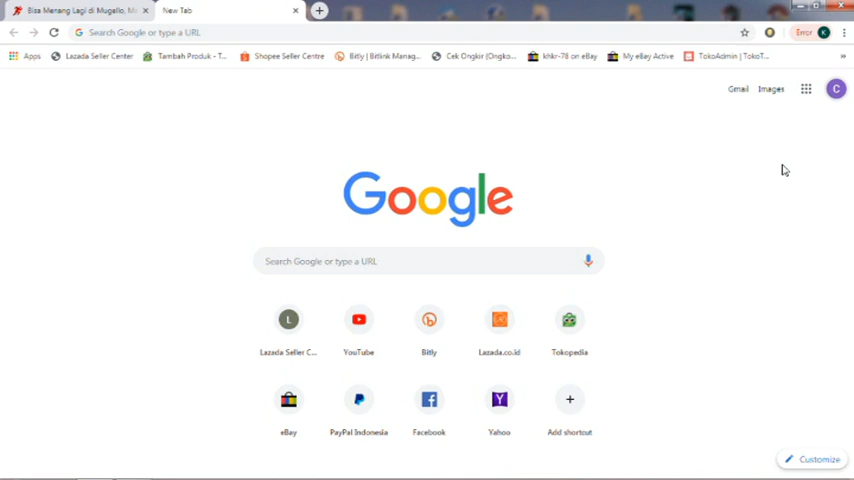 Bisa Menang Lagi di Mugello, Mo
New Tab
Search Google or type a URL
Error K
Apps Lazada Seller Center Tambah Produk - T... Shopee Seller Centre Bitly | Bitlink Manag... Cek Ongkir (Ongko... khkr-78 on eBay My eBay Active TokoAdmin | TokoT... »
Gmail Images C
Google
Search Google or type a URL
L
Lazada Seller C... YouTube Bitly Lazada.co.id Tokopedia
eBay PayPal Indonesia Facebook Yahoo Add shortcut
Customize